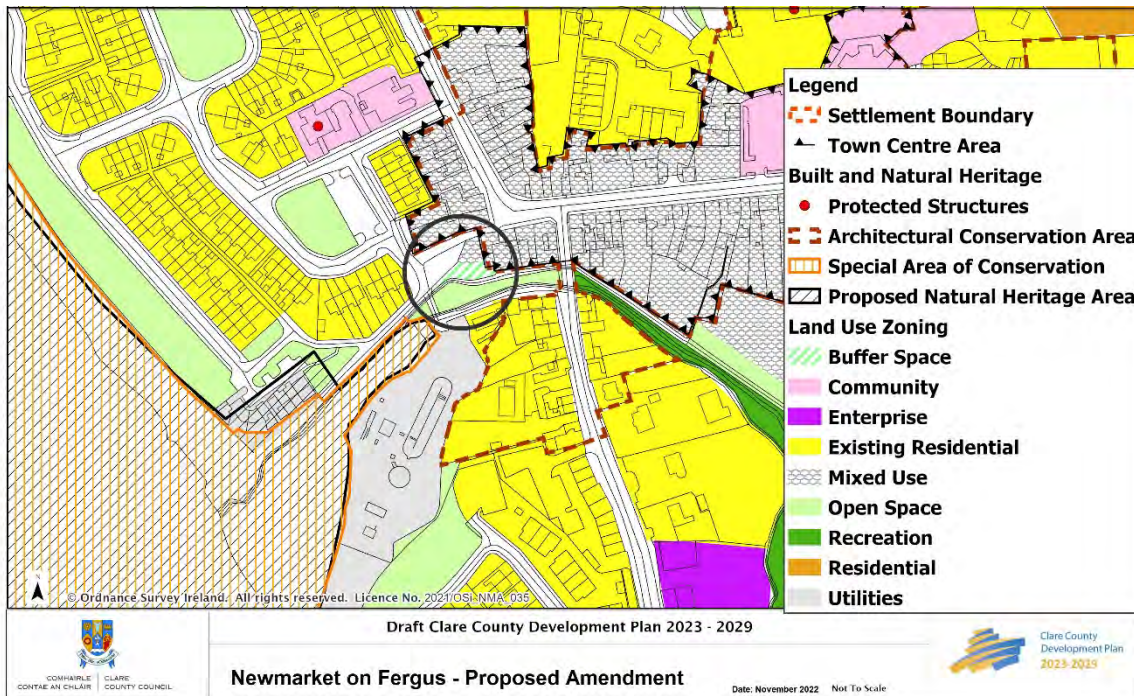 Legend
Settlement Boundary
Town Centre Area
Built and Natural Heritage
Protected Structures
Architectural Conservation Area
Special Area of Conservation
Proposed Natural Heritage Area
Land Use Zoning
Buffer Space
Community
Enterprise
Existing Residential
Mixed Use
Open Space
Recreation
Residential
Utilities
N
© Ordnance Survey Ireland. All rights reserved. Licence No. 2021/OSi_NMA_035
COMHAIRLE CONTAE AN CHLÁIR
CLARE COUNTY COUNCIL
Draft Clare County Development Plan 2023 - 2029
Newmarket on Fergus - Proposed Amendment
Date: November 2022 Not To Scale
Clare County
Development Plan
2023-2029